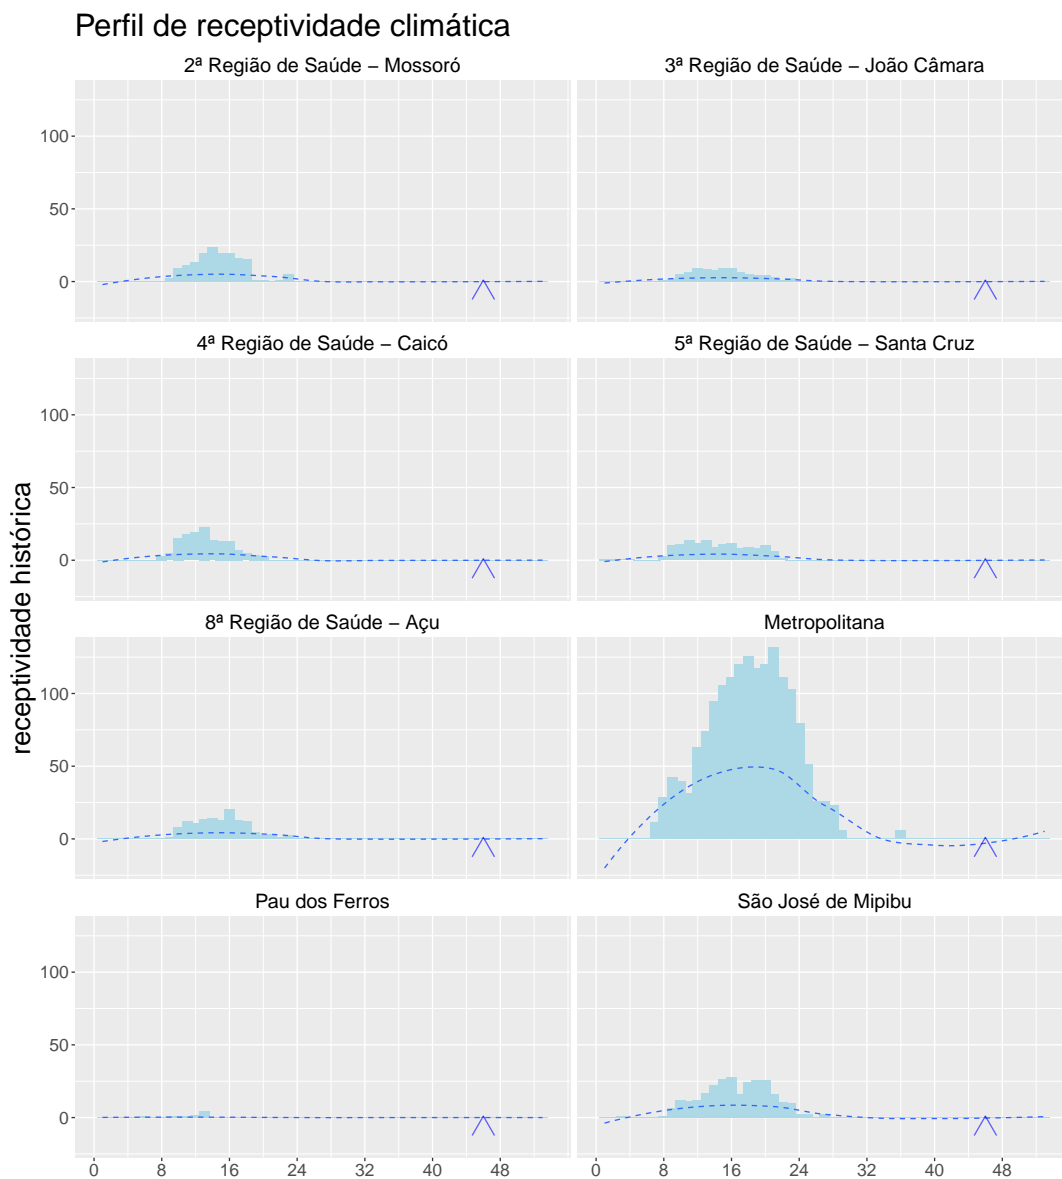 Perfil de receptividade climática
2ª Região de Saúde − Mossoró
3ª Região de Saúde − João Câmara
100
50
0
4ª Região de Saúde − Caicó
5ª Região de Saúde − Santa Cruz
100
50
0
receptividade histórica
8ª Região de Saúde − Açu
Metropolitana
100
50
0
Pau dos Ferros
São José de Mipibu
100
50
0
0 8 16 24 32 40 48
0 8 16 24 32 40 48